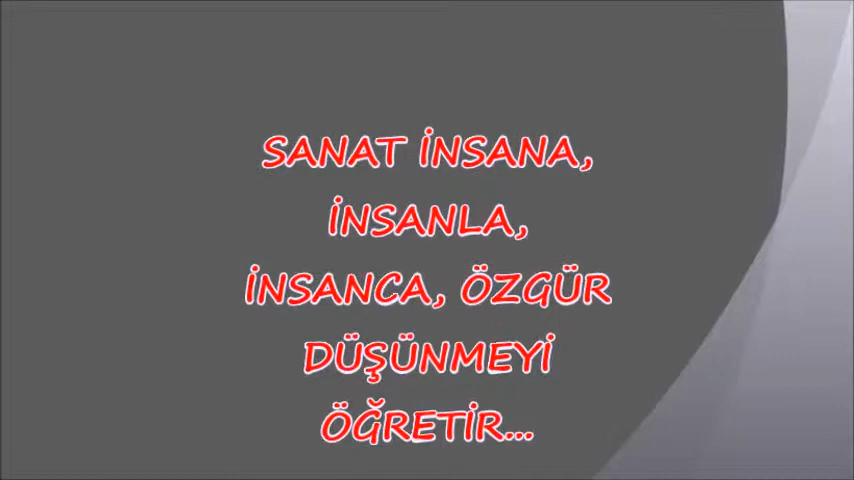 SANAT İNSANA,
İNSANLA,
İNSANCA, ÖZGÜR
DÜŞÜNMEYİ
ÖĞRETİR...